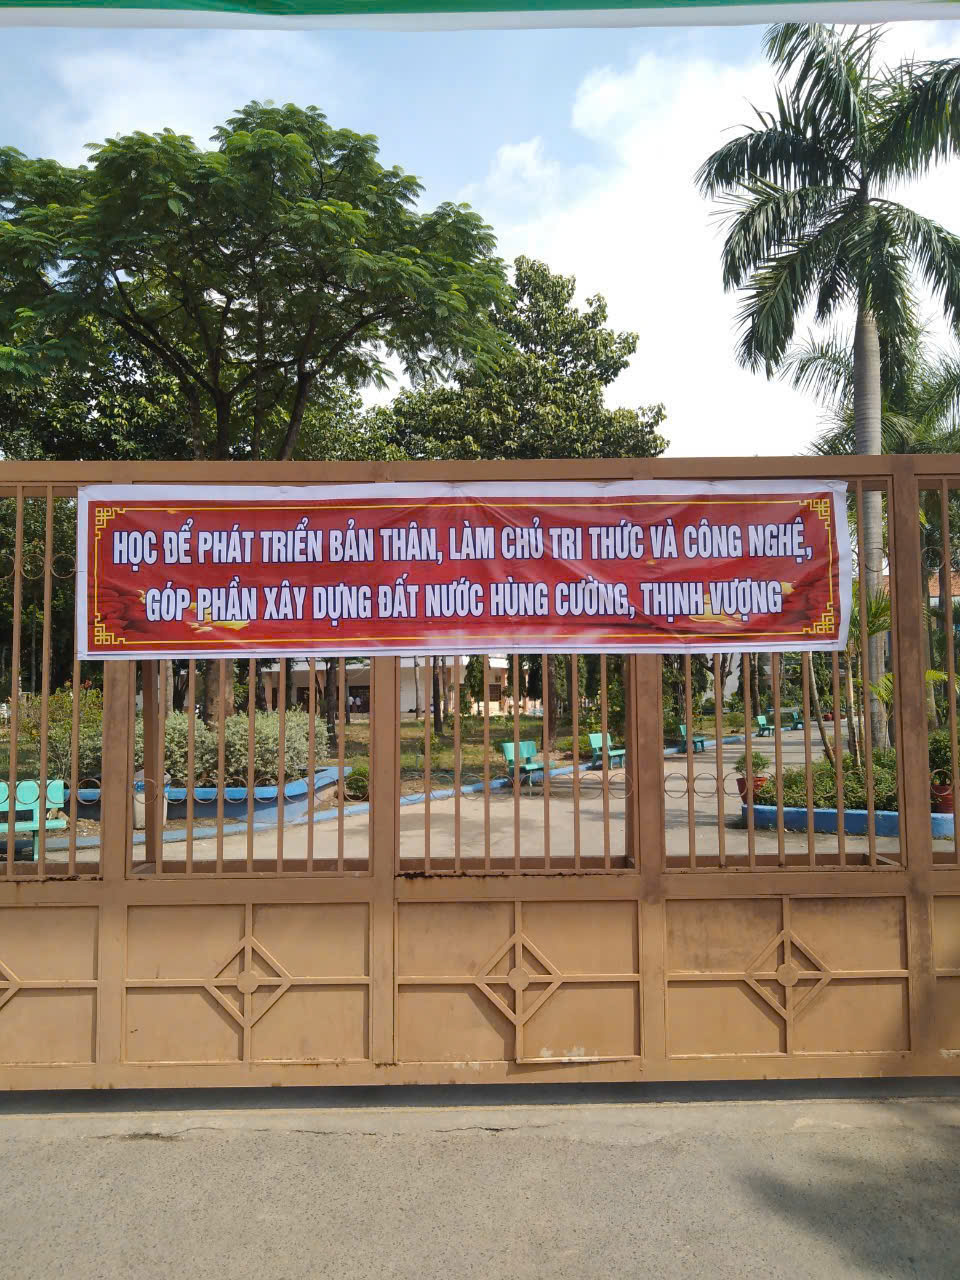 HỌC ĐỂ PHÁT TRIỂN BẢN THÂN, LÀM CHỦ TRI THỨC VÀ CÔNG NGHỆ,
GÓP PHẦN XÂY DỰNG ĐẤT NƯỚC HÙNG CƯỜNG, THỊNH VƯỢNG